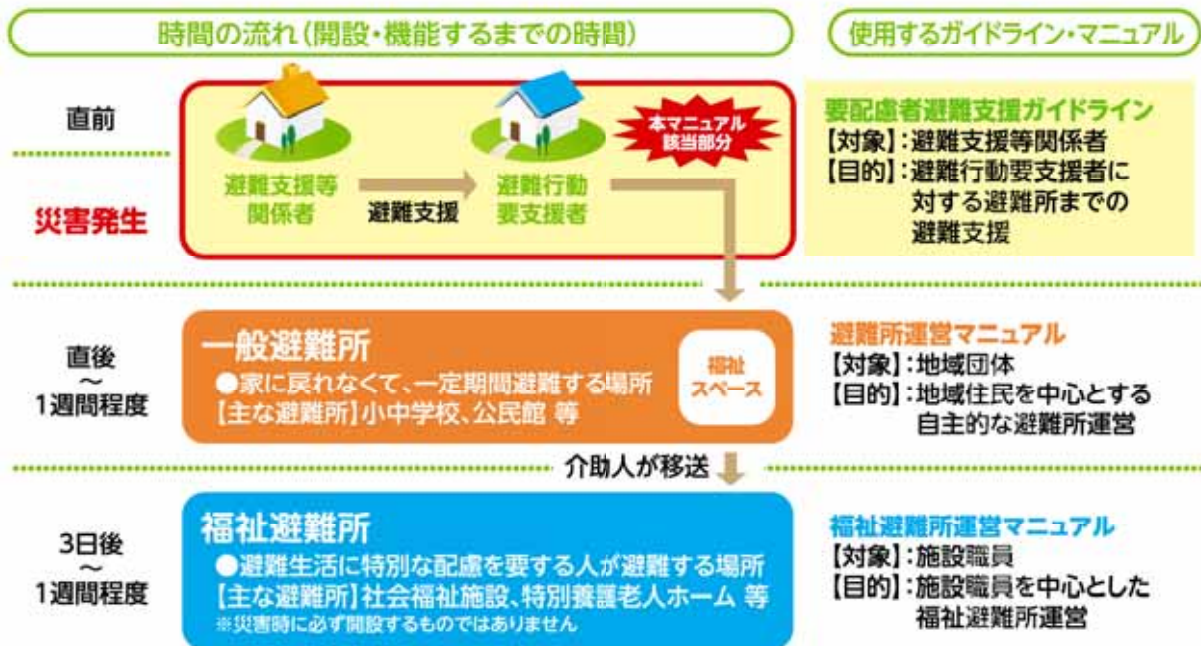 時間の流れ（開設・機能するまでの時間）
使用するガイドライン・マニュアル
直前
災害発生
避難支援等
関係者
避難支援
避難行動
要支援者
本マニュアル
該当部分
要配慮者避難支援ガイドライン
【対象】：避難支援等関係者
【目的】：避難行動要支援者に
対する避難所までの
避難支援
直後
～
1週間程度
一般避難所
●家に戻れなくて、一定期間避難する場所
【主な避難所】小中学校、公民館 等
福祉
スペース
避難所運営マニュアル
【対象】：地域団体
【目的】：地域住民を中心とする
自主的な避難所運営
介助人が移送
3日後
～
1週間程度
福祉避難所
●避難生活に特別な配慮を要する人が避難する場所
【主な避難所】社会福祉施設、特別養護老人ホーム 等
※災害時に必ず開設するものではありません
福祉避難所運営マニュアル
【対象】：施設職員
【目的】：施設職員を中心とした
福祉避難所運営